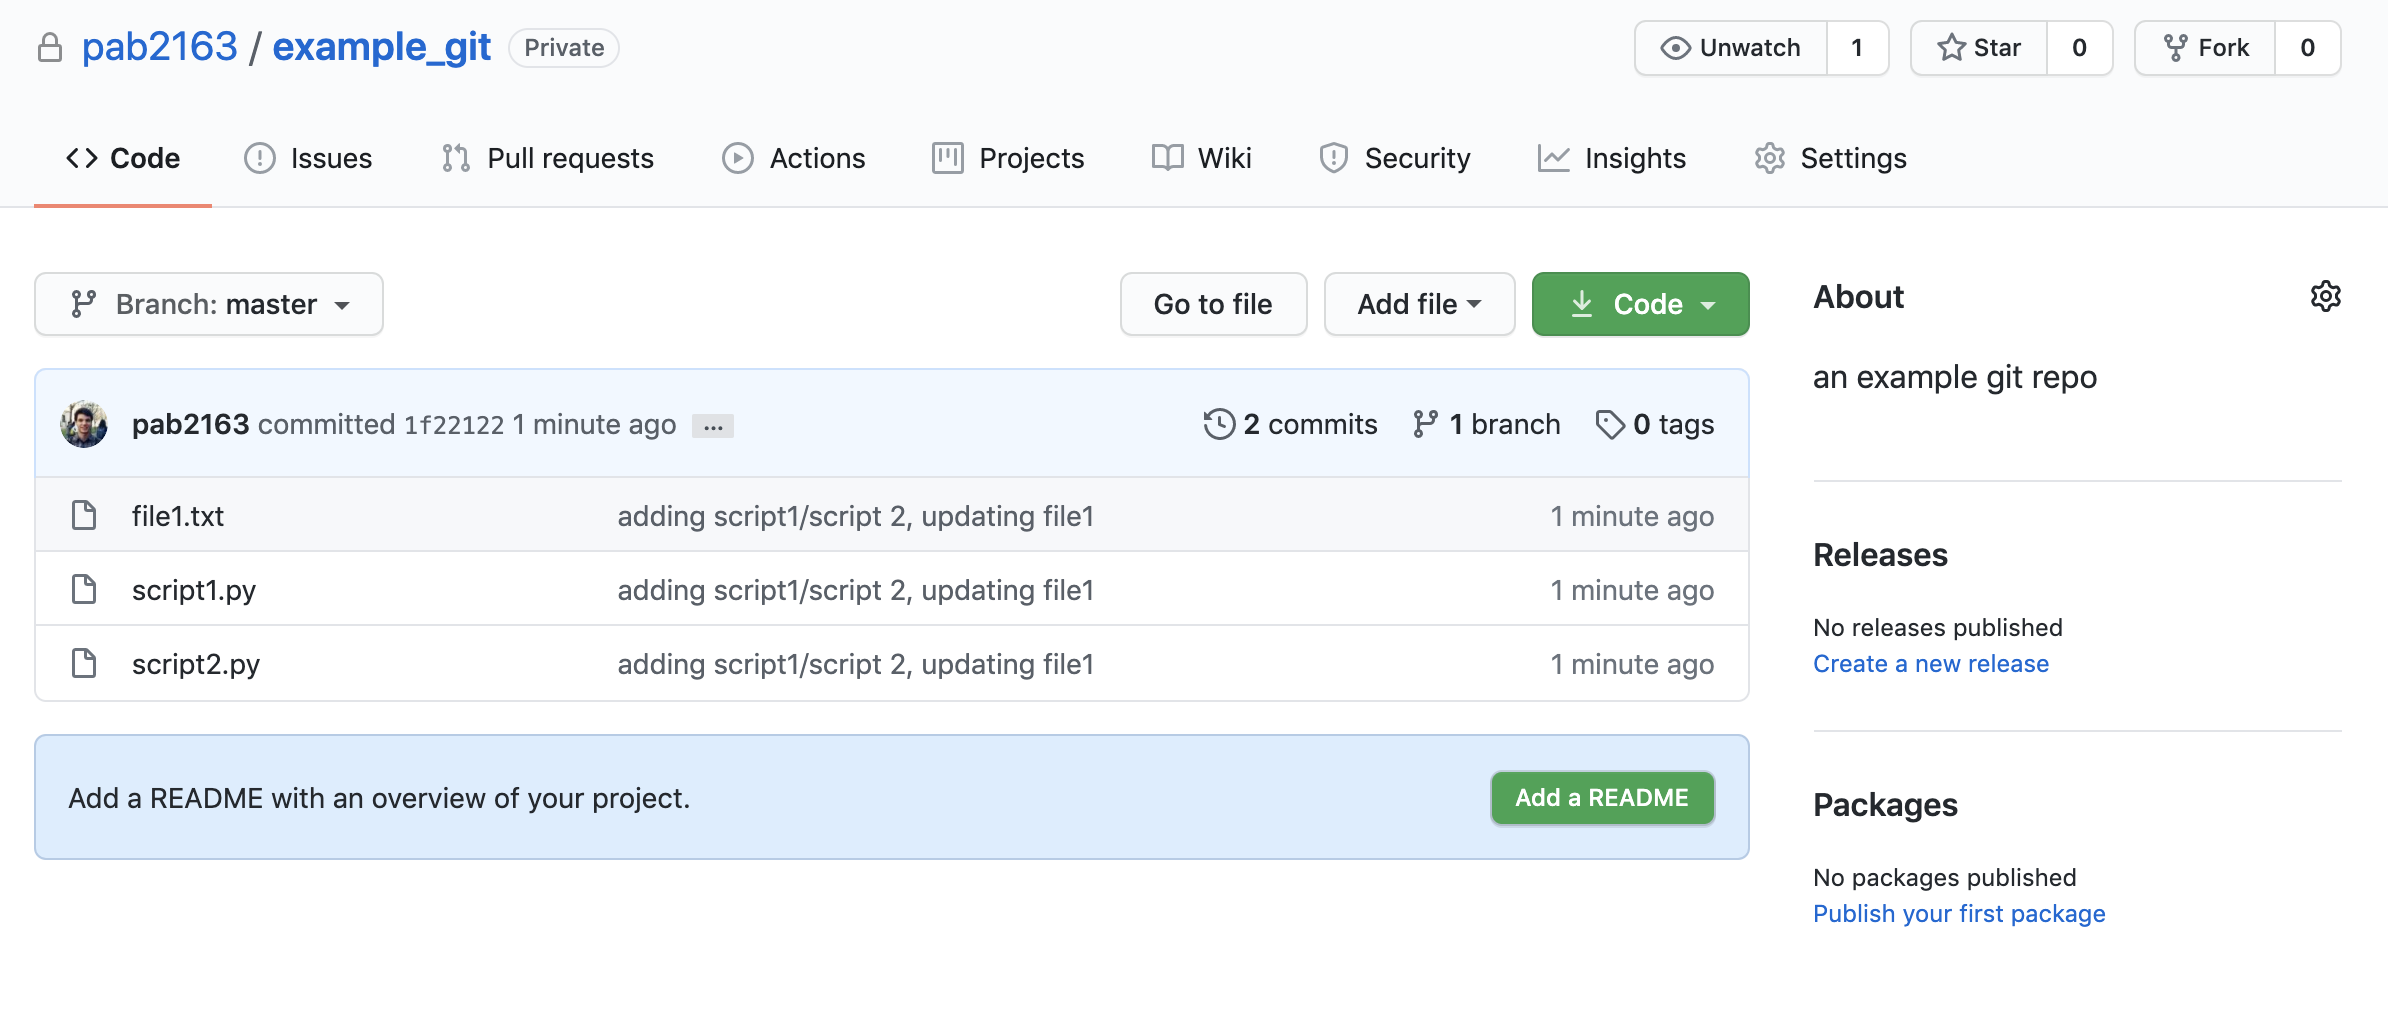 pab2163 / example_git Private Unwatch 1 Star 0 Fork 0
Code Issues Pull requests Actions Projects Wiki Security Insights Settings
Branch: master Go to file Add file Code
pab2163 committed 1f22122 1 minute ago ... 2 commits 1 branch 0 tags
file1.txt adding script1/script 2, updating file1 1 minute ago
script1.py adding script1/script 2, updating file1 1 minute ago
script2.py adding script1/script 2, updating file1 1 minute ago
Add a README with an overview of your project. Add a README
About
an example git repo
Releases
No releases published
Create a new release
Packages
No packages published
Publish your first package